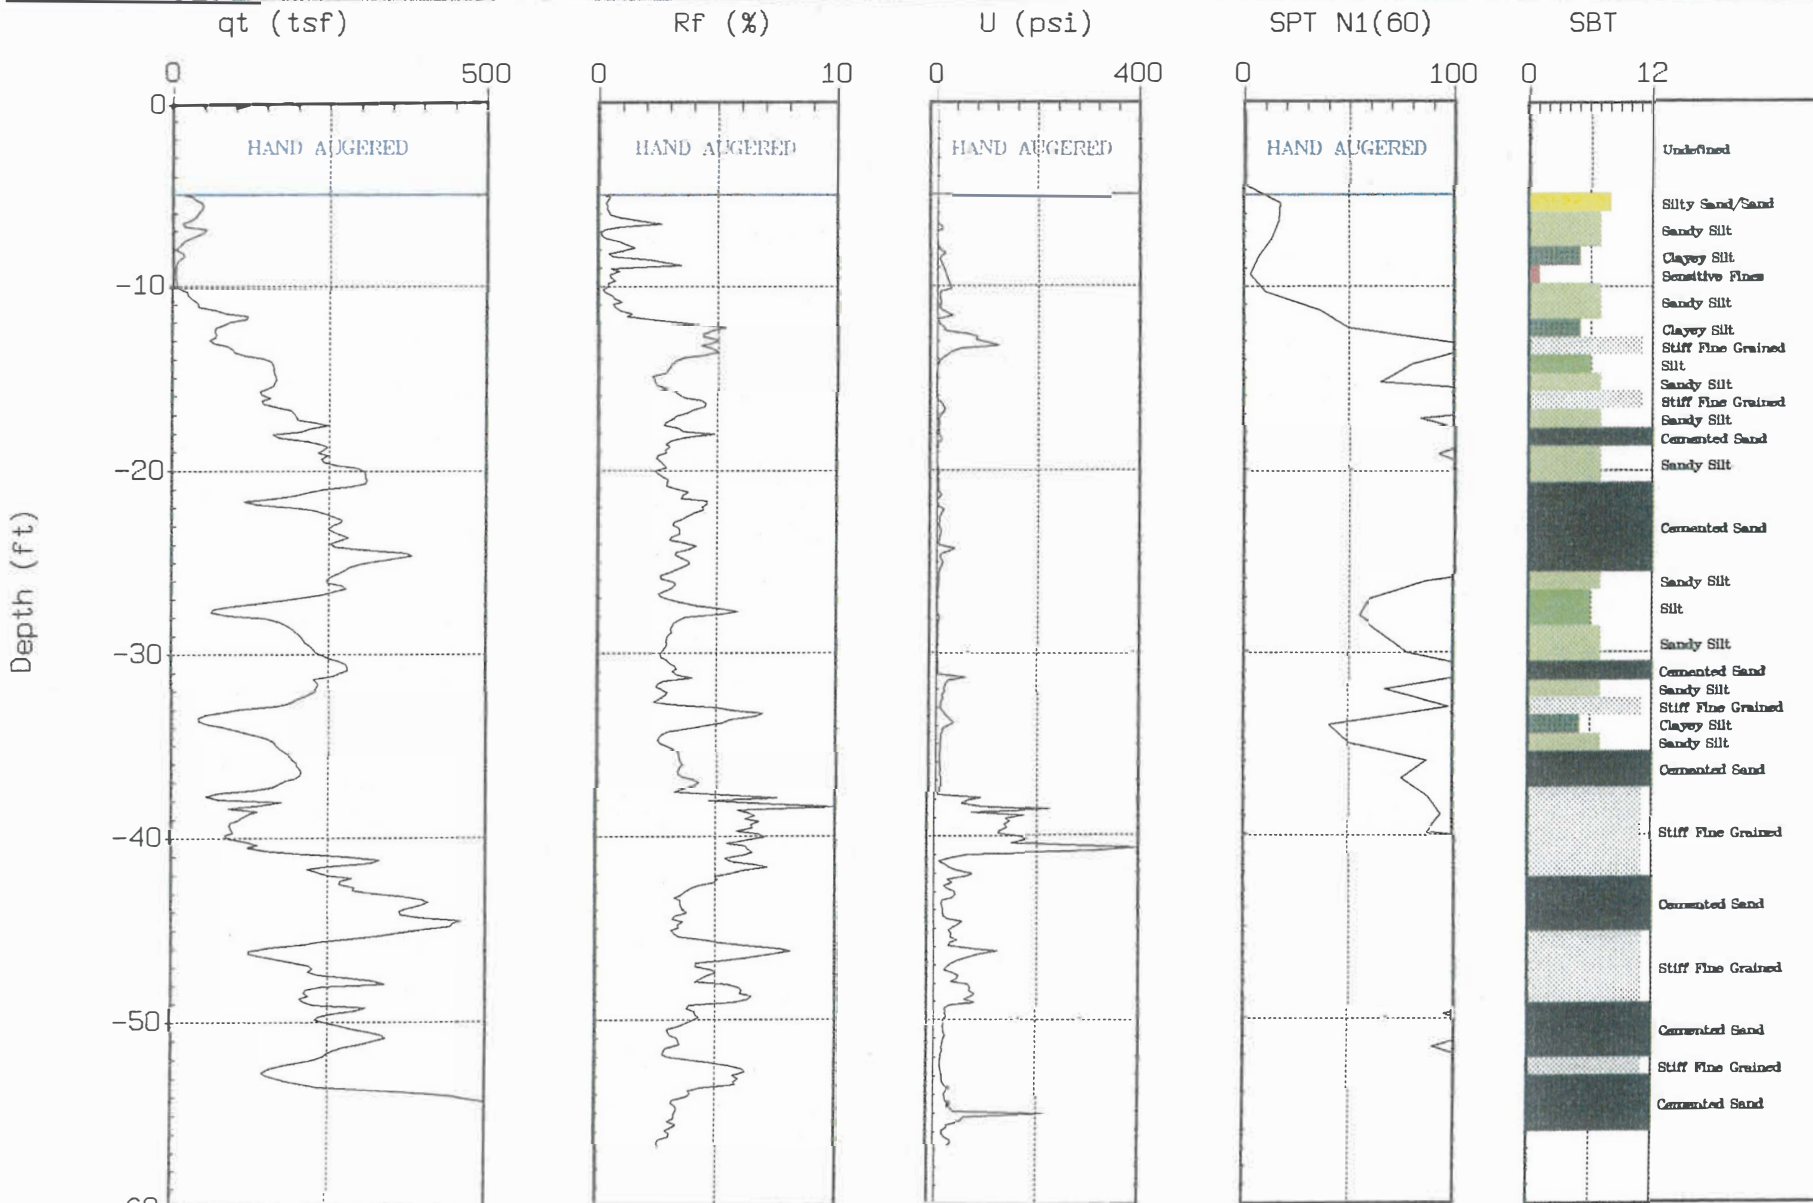 qt (tsf) Rf (%) U (psi) SPT N1(60) SBT
0 500 0 10 0 400 0 100 0 12
0
HAND AUGERED HAND AUGERED HAND AUGERED HAND AUGERED
Undefined
Silty Sand/Sand
Sandy Silt
Clayey Silt
Sensitive Fines
-10
Sandy Silt
Clayey Silt
Stiff Fine Grained
Silt
Sandy Silt
Stiff Fine Grained
Sandy Silt
Cemented Sand
Sandy Silt
-20
Cemented Sand
Depth (ft)
Sandy Silt
Silt
Sandy Silt
-30
Cemented Sand
Sandy Silt
Stiff Fine Grained
Clayey Silt
Sandy Silt
Cemented Sand
-40
Stiff Fine Grained
Cemented Sand
Stiff Fine Grained
-50
Cemented Sand
Stiff Fine Grained
Cemented Sand